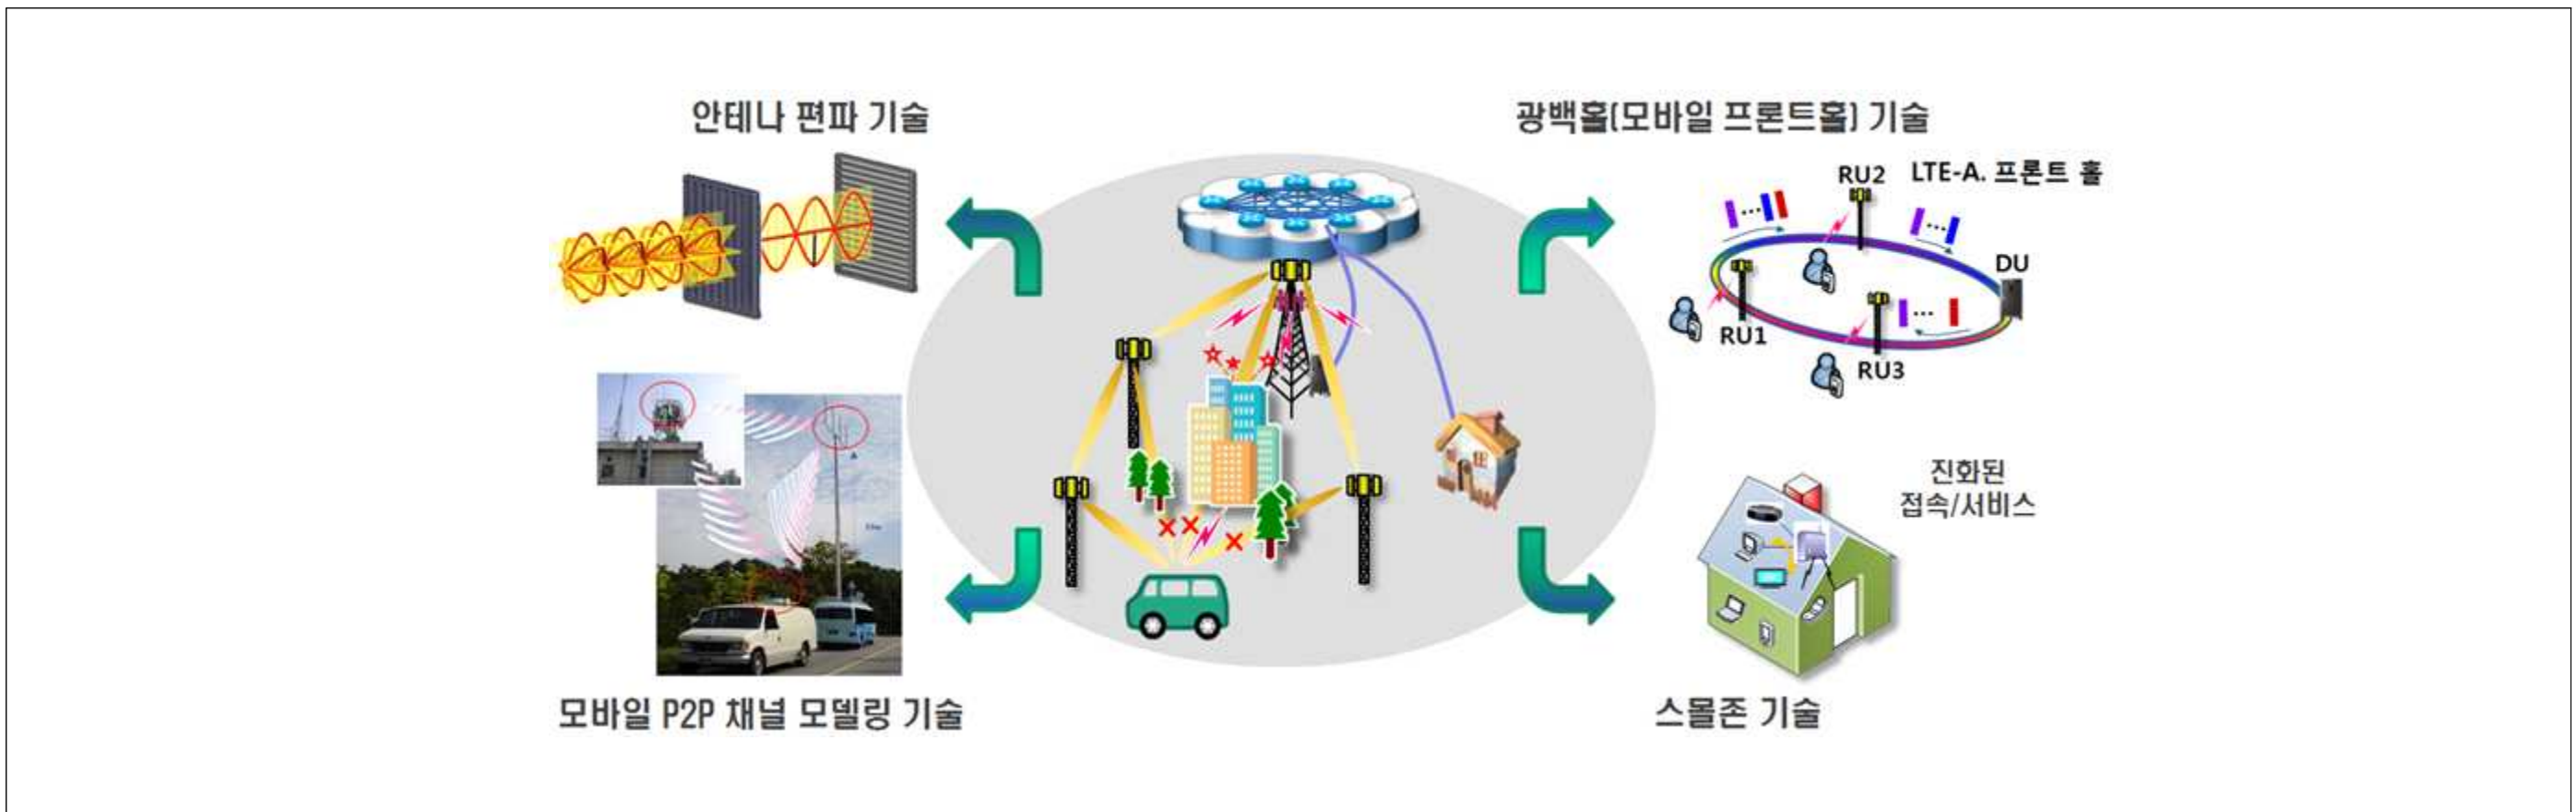 안테나 편파 기술
광백홀(모바일 프론트홀) 기술
RU2
LTE-A. 프론트 홀
DU
RU1
RU3
진화된
접속/서비스
모바일 P2P 채널 모델링 기술
스몰존 기술